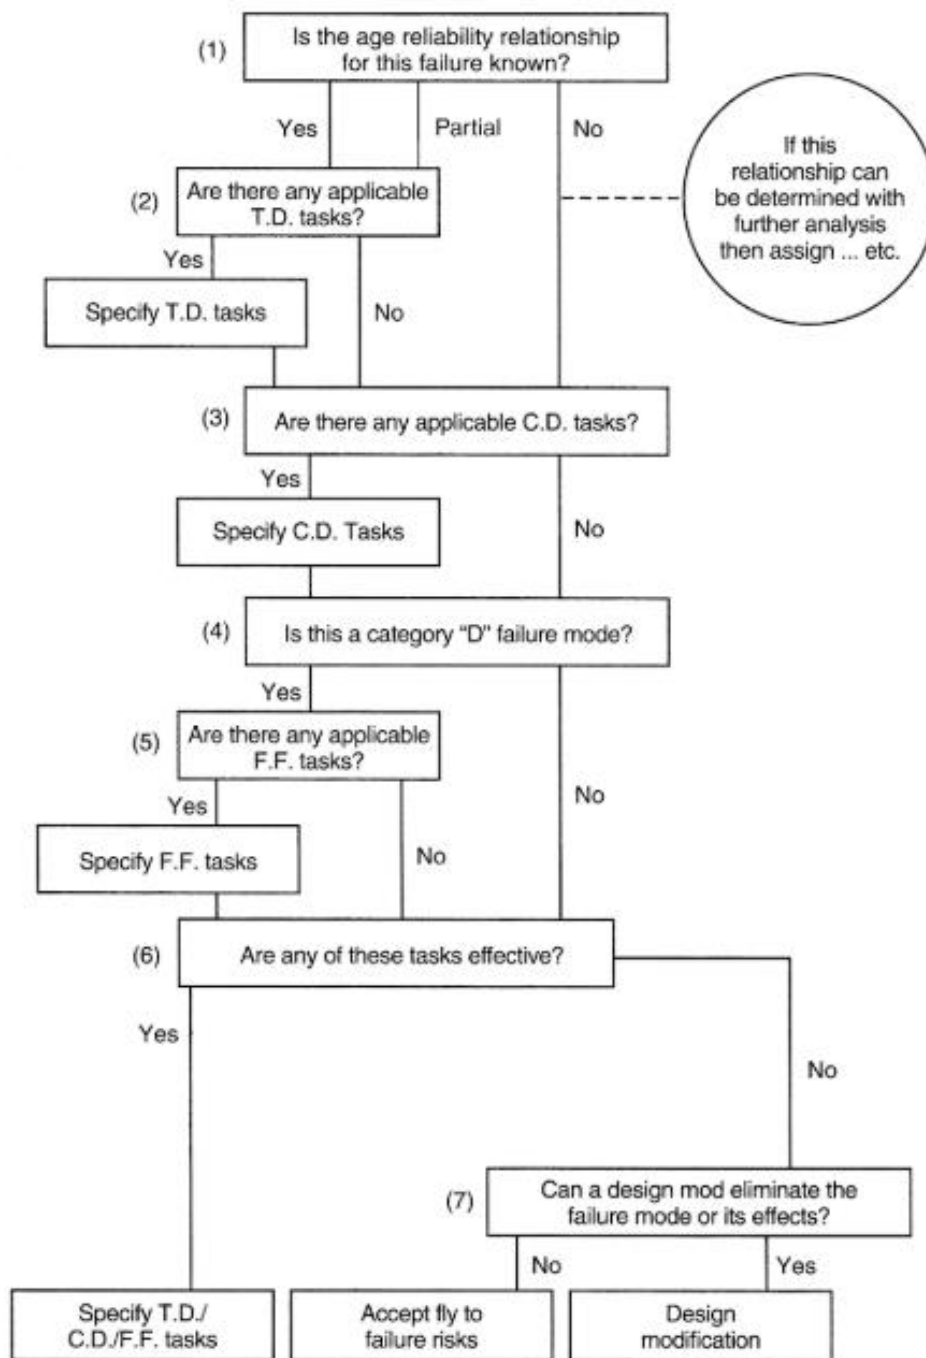 (1)
Is the age reliability relationship
for this failure known?
Yes
Partial
No
If this
relationship can
be determined with
further analysis
then assign ... etc.
(2)
Are there any applicable
T.D. tasks?
Yes
Specify T.D. tasks
No
(3)
Are there any applicable C.D. tasks?
Yes
Specify C.D. Tasks
No
(4)
Is this a category "D" failure mode?
Yes
(5)
Are there any applicable
F.F. tasks?
No
Yes
Specify F.F. tasks
No
(6)
Are any of these tasks effective?
Yes
No
(7)
Can a design mod eliminate the
failure mode or its effects?
No
Yes
Specify T.D./
C.D./F.F. tasks
Accept fly to
failure risks
Design
modification